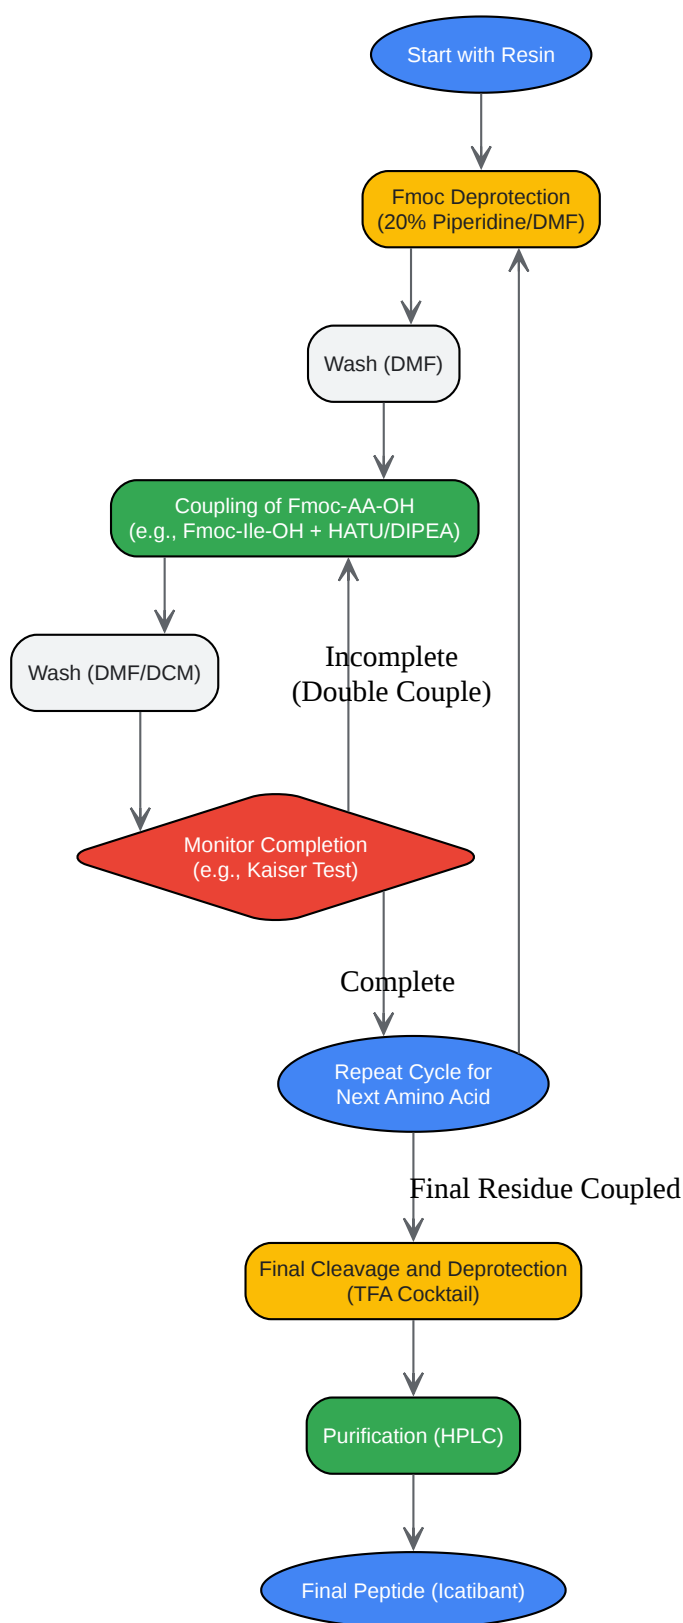 Start with Resin
Fmoc Deprotection
(20% Piperidine/DMF)
Wash (DMF)
Coupling of Fmoc-AA-OH
(e.g., Fmoc-Ile-OH + HATU/DIPEA)
Incomplete
(Double Couple)
Wash (DMF/DCM)
Monitor Completion
(e.g., Kaiser Test)
Complete
Repeat Cycle for
Next Amino Acid
Final Residue Coupled
Final Cleavage and Deprotection
(TFA Cocktail)
Purification (HPLC)
Final Peptide (Icatibant)